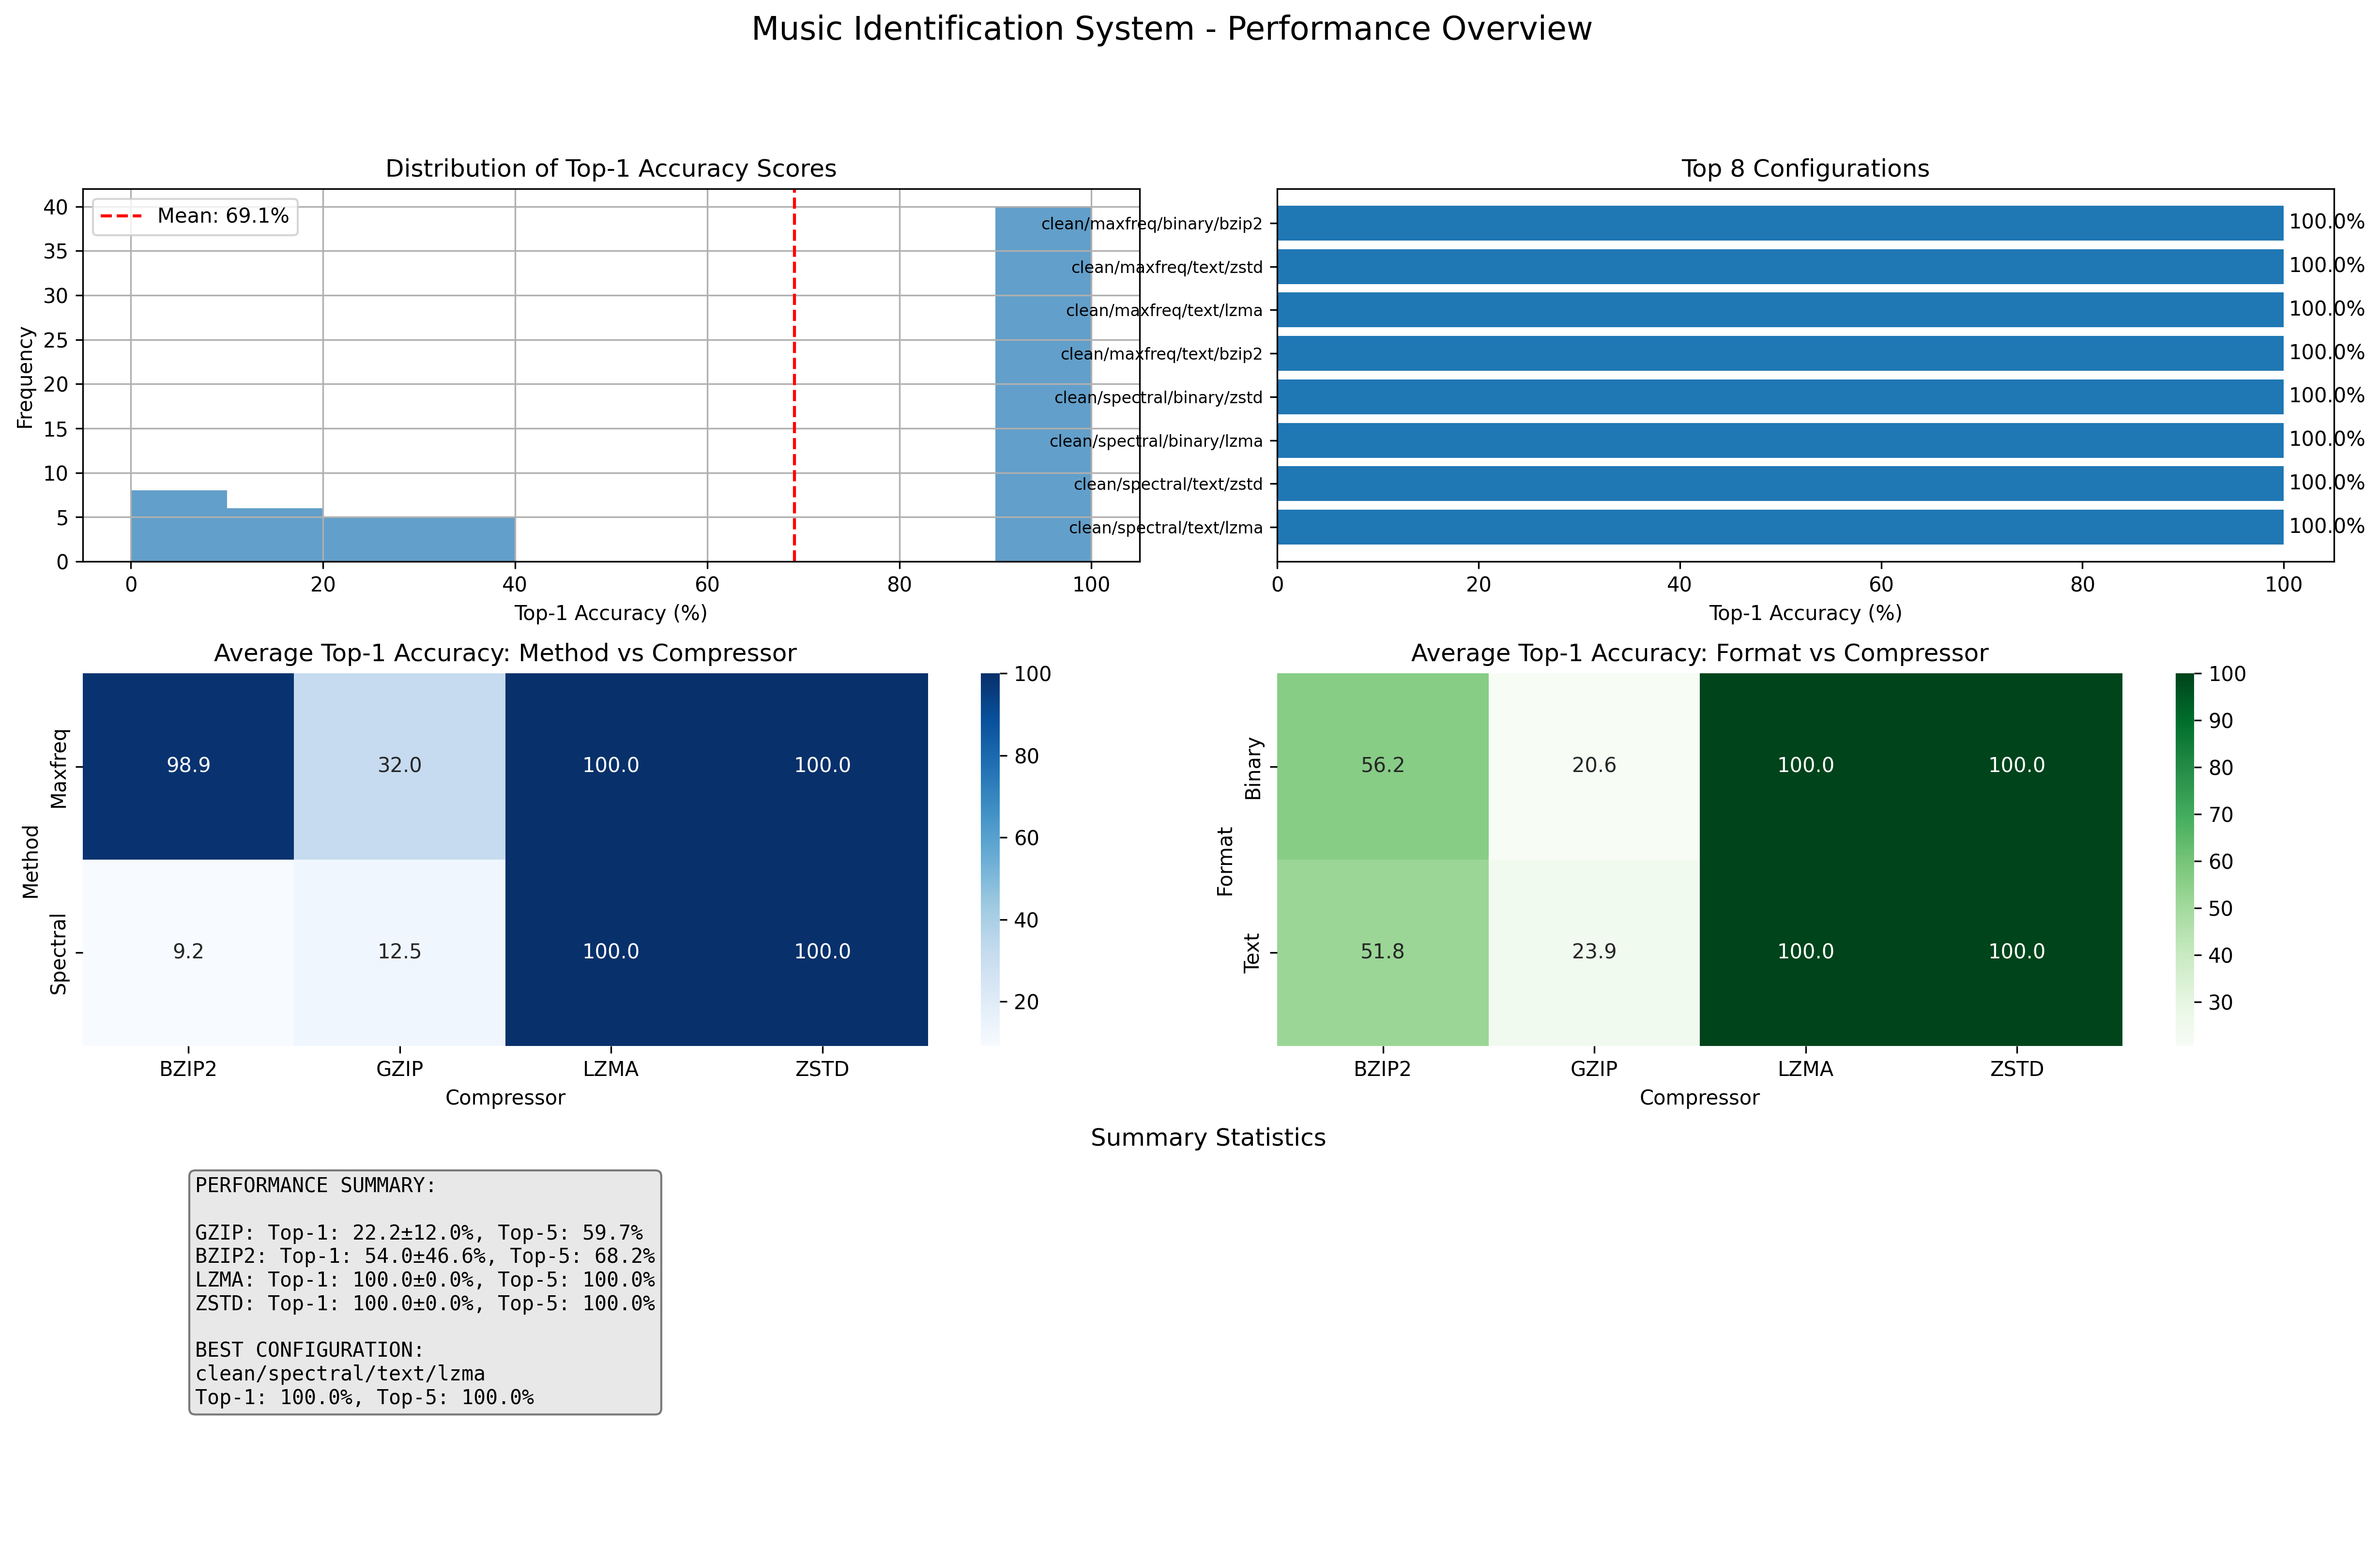 Music Identification System - Performance Overview
Distribution of Top-1 Accuracy Scores
Mean: 69.1%
Frequency
40
35
30
25
20
15
10
5
0
0 20 40 60 80 100
Top-1 Accuracy (%)
Top 8 Configurations
clean/maxfreq/binary/bzip2 100.0%
clean/maxfreq/text/zstd 100.0%
clean/maxfreq/text/lzma 100.0%
clean/maxfreq/text/bzip2 100.0%
clean/spectral/binary/zstd 100.0%
clean/spectral/binary/lzma 100.0%
clean/spectral/text/zstd 100.0%
clean/spectral/text/lzma 100.0%
0 20 40 60 80 100
Top-1 Accuracy (%)
Average Top-1 Accuracy: Method vs Compressor
Method
Maxfreq
98.9 32.0 100.0 100.0
Spectral
9.2 12.5 100.0 100.0
BZIP2 GZIP LZMA ZSTD
Compressor
100
80
60
40
20
Average Top-1 Accuracy: Format vs Compressor
Format
Binary
56.2 20.6 100.0 100.0
Text
51.8 23.9 100.0 100.0
BZIP2 GZIP LZMA ZSTD
Compressor
100
90
80
70
60
50
40
30
Summary Statistics
PERFORMANCE SUMMARY:
GZIP: Top-1: 22.2±12.0%, Top-5: 59.7%
BZIP2: Top-1: 54.0±46.6%, Top-5: 68.2%
LZMA: Top-1: 100.0±0.0%, Top-5: 100.0%
ZSTD: Top-1: 100.0±0.0%, Top-5: 100.0%
BEST CONFIGURATION:
clean/spectral/text/lzma
Top-1: 100.0%, Top-5: 100.0%